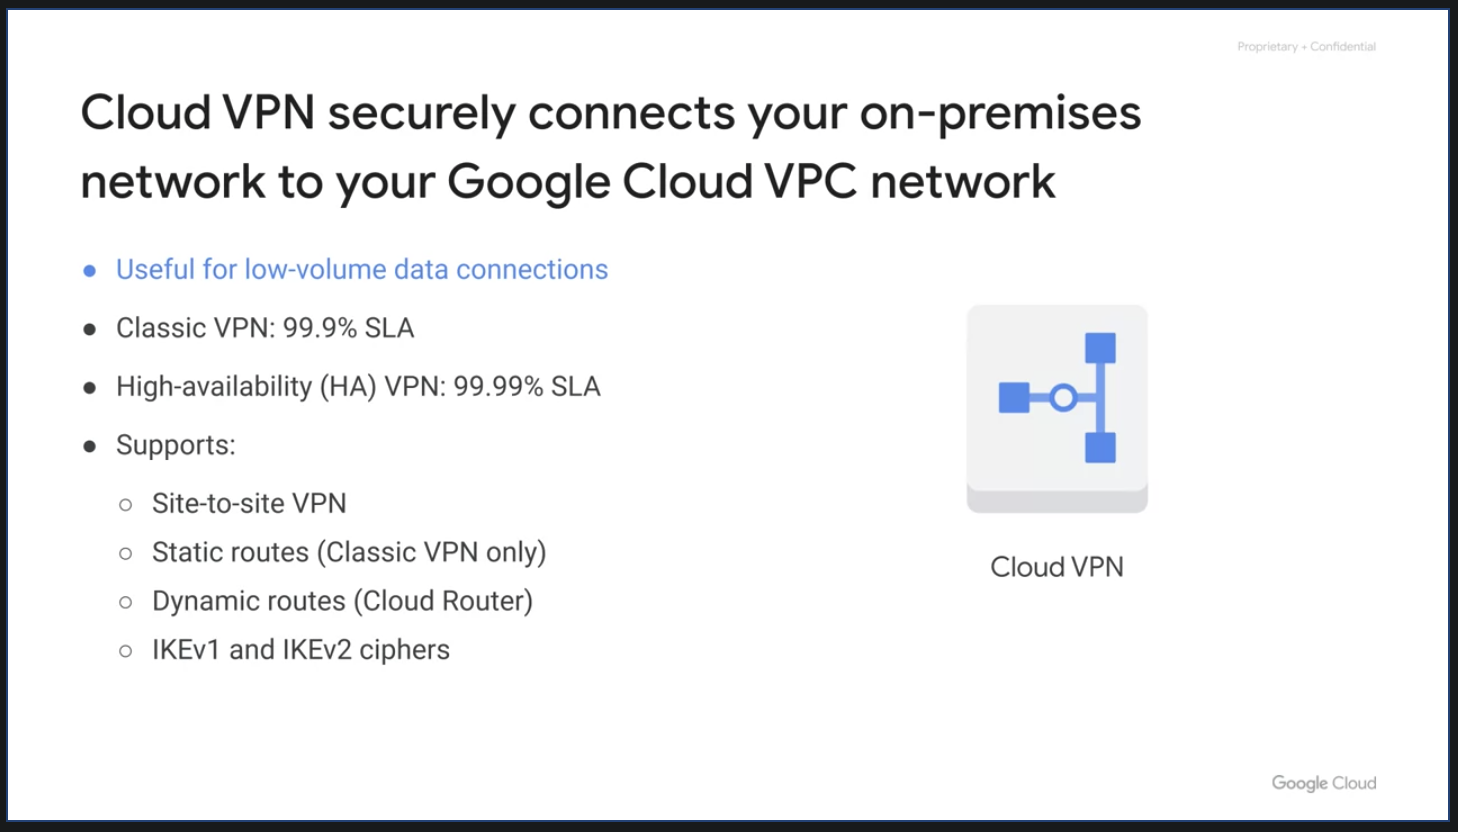 Proprietary + Confidential
Cloud VPN securely connects your on-premises
network to your Google Cloud VPC network
● Useful for low-volume data connections
● Classic VPN: 99.9% SLA
● High-availability (HA) VPN: 99.99% SLA
● Supports:
○ Site-to-site VPN
○ Static routes (Classic VPN only)
○ Dynamic routes (Cloud Router)
○ IKEv1 and IKEv2 ciphers
Cloud VPN
Google Cloud